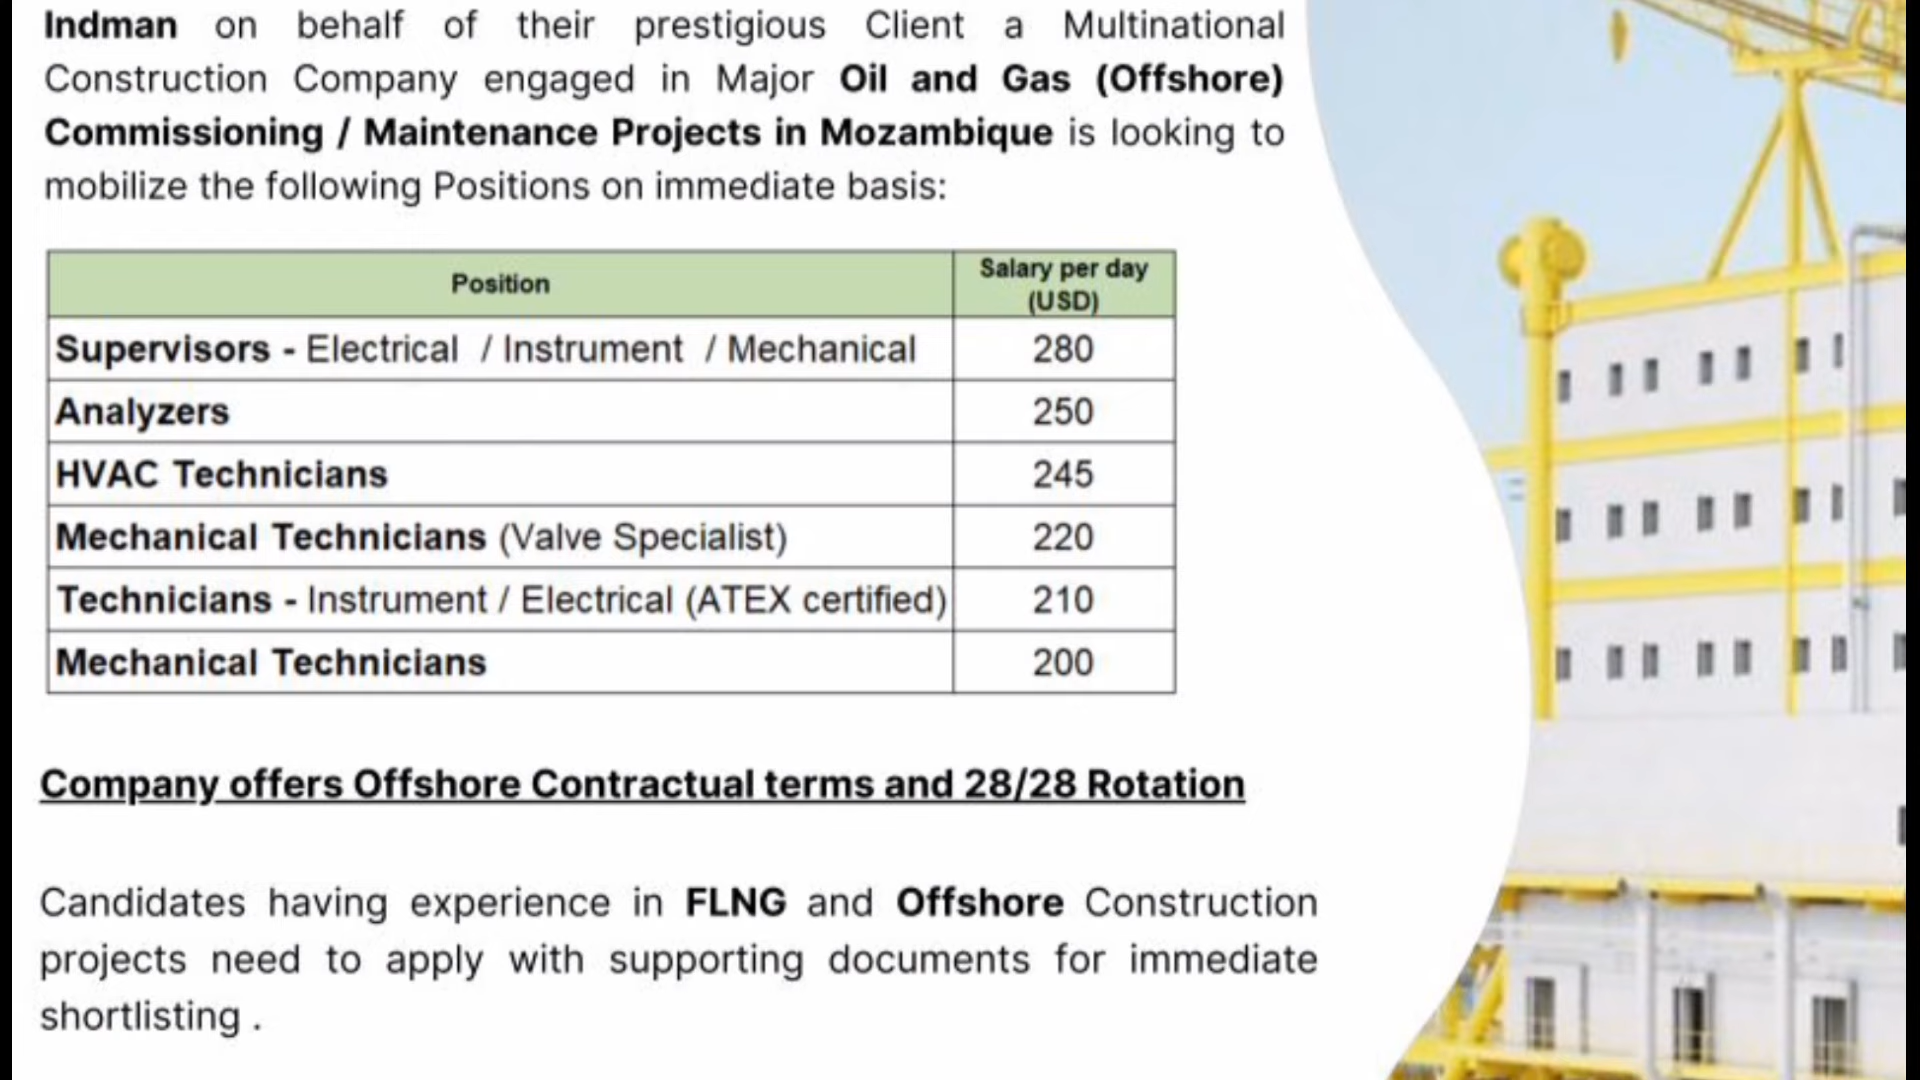 Indman on behalf of their prestigious Client a Multinational
Construction Company engaged in Major Oil and Gas (Offshore)
Commissioning / Maintenance Projects in Mozambique is looking to
mobilize the following Positions on immediate basis:
Position Salary per day (USD)
Supervisors - Electrical / Instrument / Mechanical 280
Analyzers 250
HVAC Technicians 245
Mechanical Technicians (Valve Specialist) 220
Technicians - Instrument / Electrical (ATEX certified) 210
Mechanical Technicians 200
Company offers Offshore Contractual terms and 28/28 Rotation
Candidates having experience in FLNG and Offshore Construction
projects need to apply with supporting documents for immediate
shortlisting .